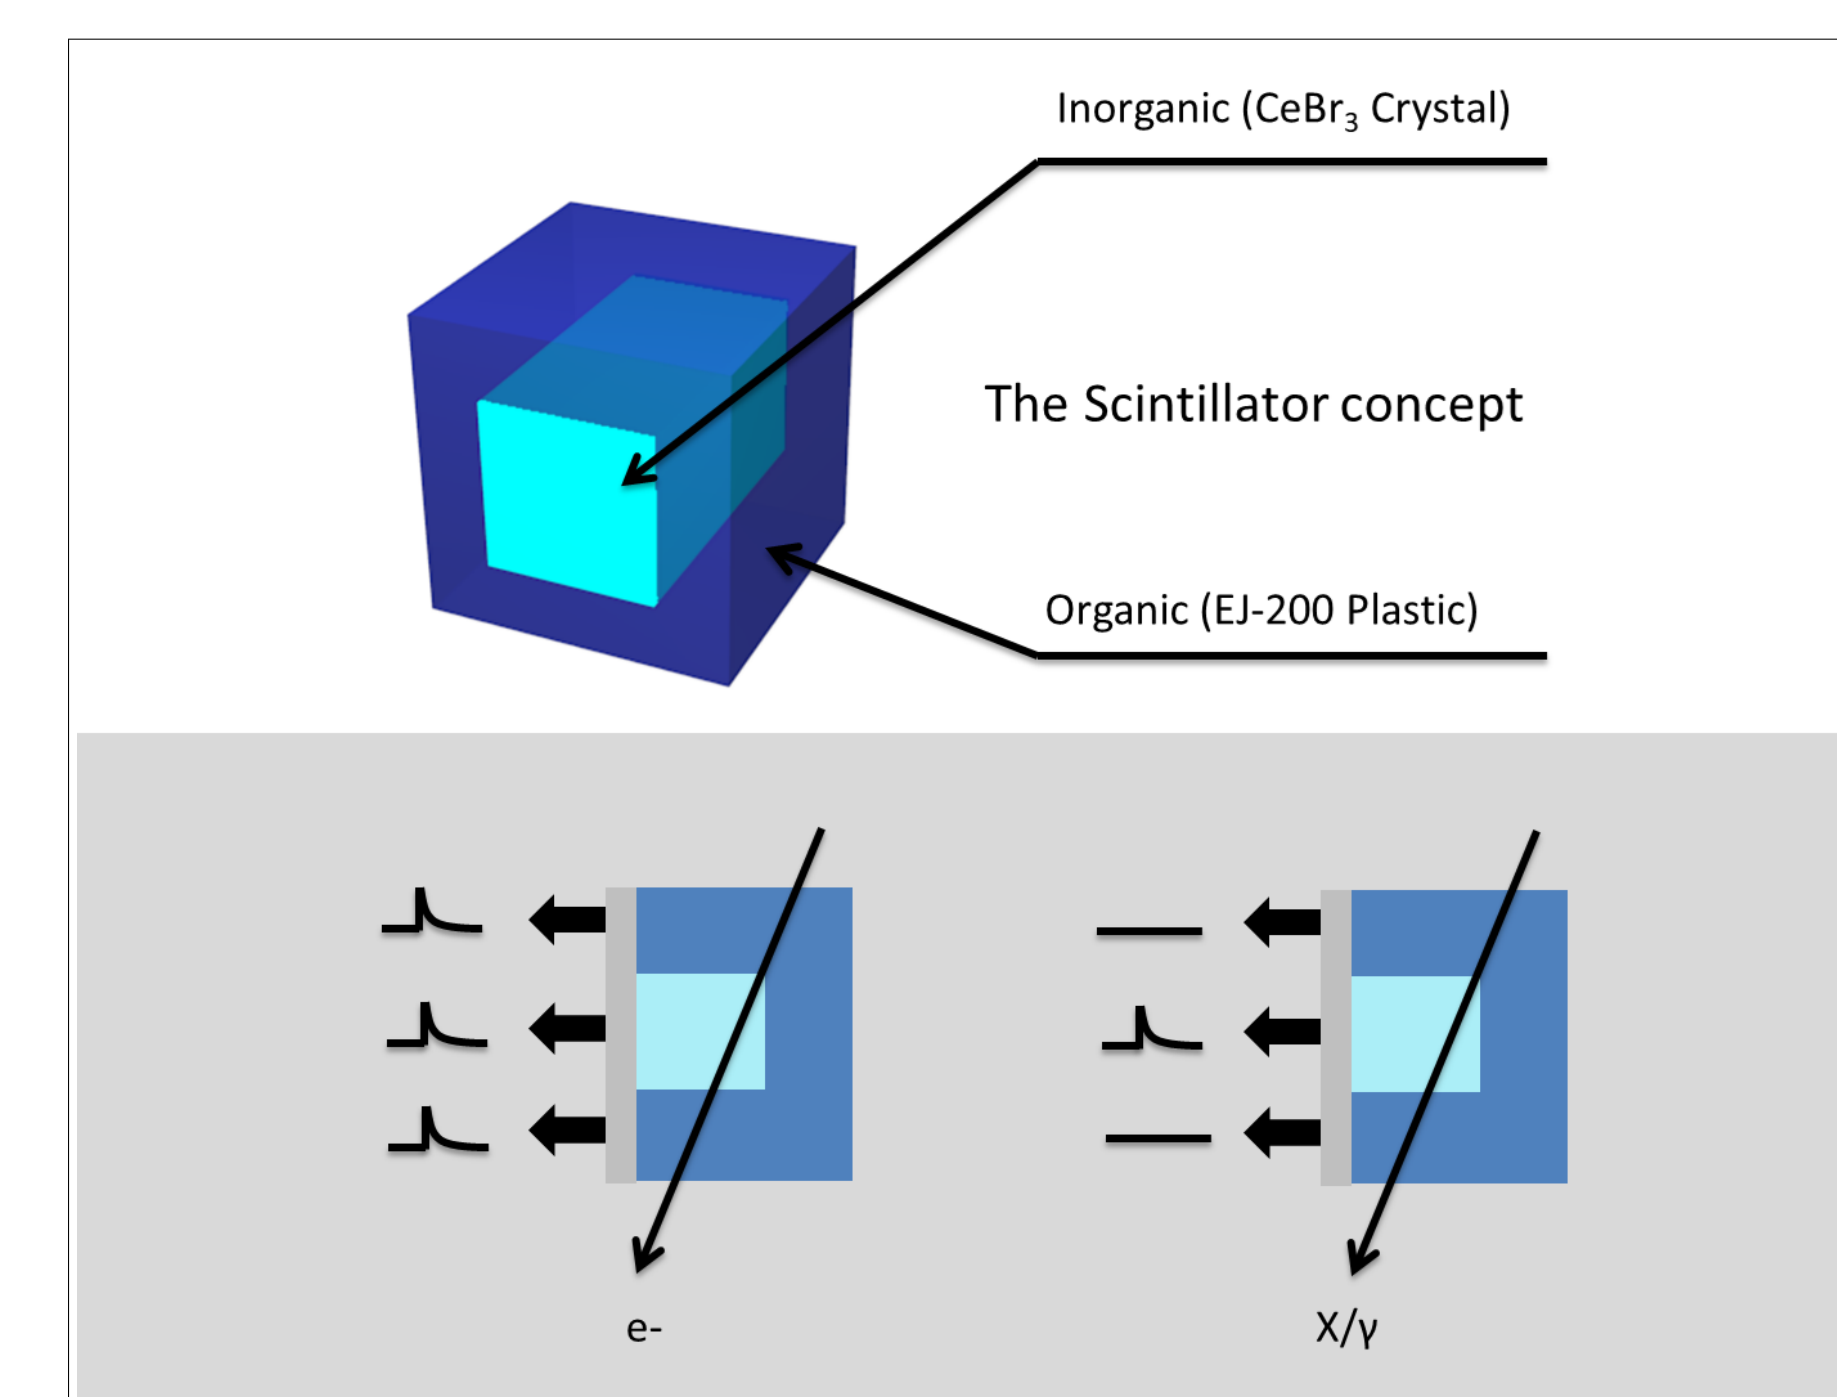 Inorganic (CeBr₃ Crystal)
The Scintillator concept
Organic (EJ-200 Plastic)
e-
X/γ